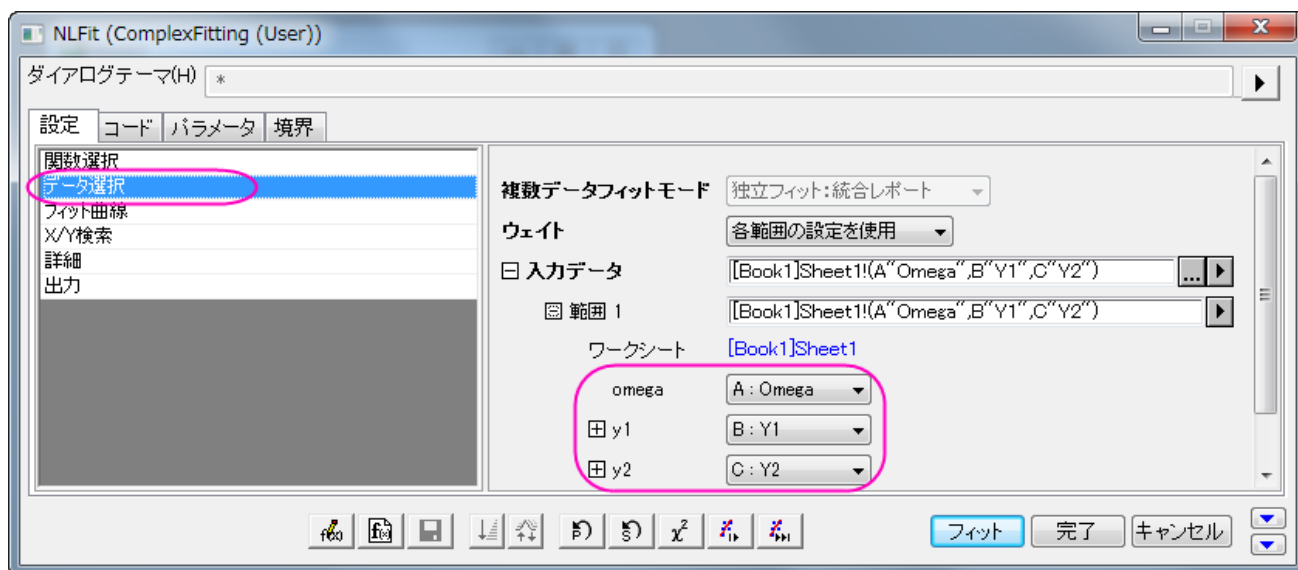 NLFit (ComplexFitting (User))
ダイアログテーマ(H) *
設定 コード パラメータ 境界
関数選択
データ選択
フィット曲線
X/Y検索
詳細
出力
複数データフィットモード 独立フィット:統合レポート
ウェイト 各範囲の設定を使用
入力データ [Book1]Sheet1!(A"Omega",B"Y1",C"Y2") ...
範囲 1 [Book1]Sheet1!(A"Omega",B"Y1",C"Y2")
ワークシート [Book1]Sheet1
omega A : Omega
y1 B : Y1
y2 C : Y2
χ² フィット 完了 キャンセル